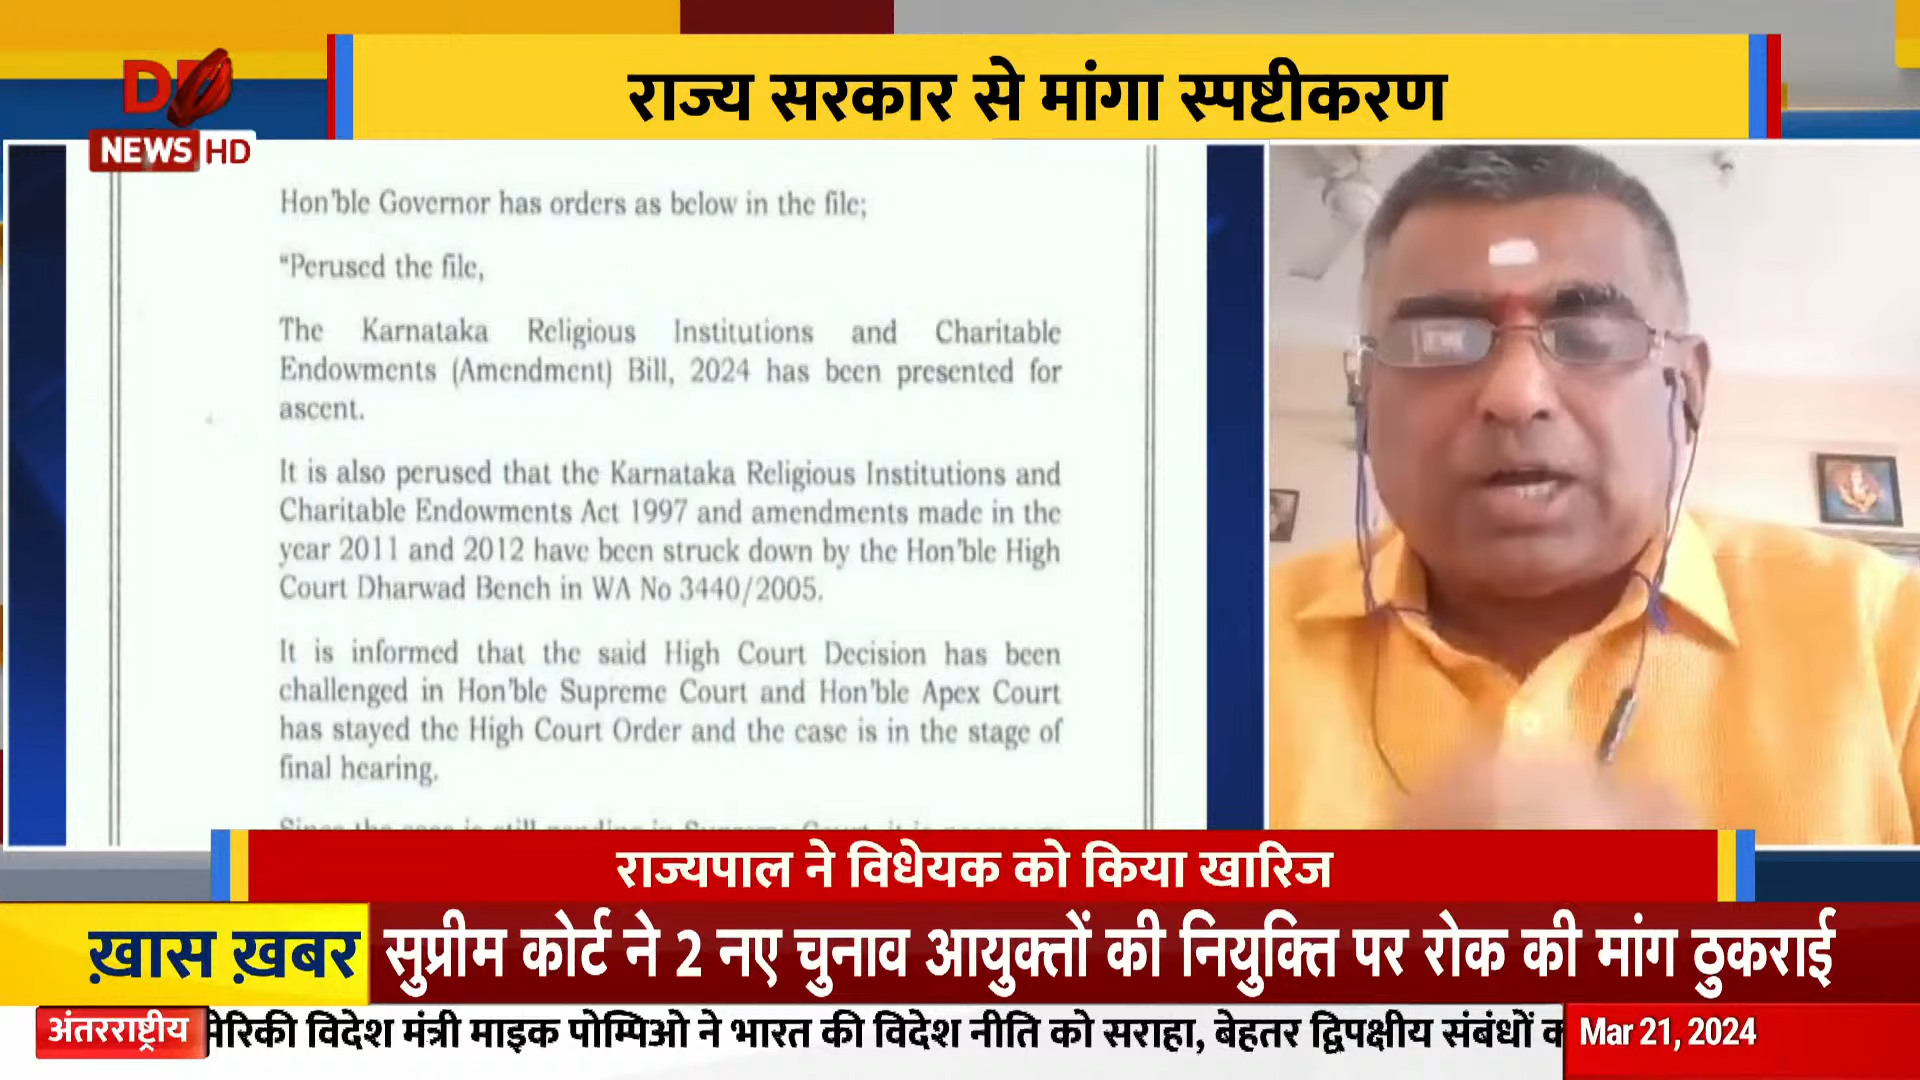 DD
NEWS HD
राज्य सरकार से मांगा स्पष्टीकरण
Hon'ble Governor has orders as below in the file;
"Perused the file,
The Karnataka Religious Institutions and Charitable
Endowments (Amendment) Bill, 2024 has been presented for
ascent.
It is also perused that the Karnataka Religious Institutions and
Charitable Endowments Act 1997 and amendments made in the
year 2011 and 2012 have been struck down by the Hon'ble High
Court Dharwad Bench in WA No 3440/2005.
It is informed that the said High Court Decision has been
challenged in Hon'ble Supreme Court and Hon'ble Apex Court
has stayed the High Court Order and the case is in the stage of
final hearing.
राज्यपाल ने विधेयक को किया खारिज
ख़ास ख़बर
सुप्रीम कोर्ट ने 2 नए चुनाव आयुक्तों की नियुक्ति पर रोक की मांग ठुकराई
अंतरराष्ट्रीय
विदेश मंत्री माइक पोम्पिओ ने भारत की विदेश नीति को सराहा, बेहतर द्विपक्षीय संबंधों
Mar 21, 2024